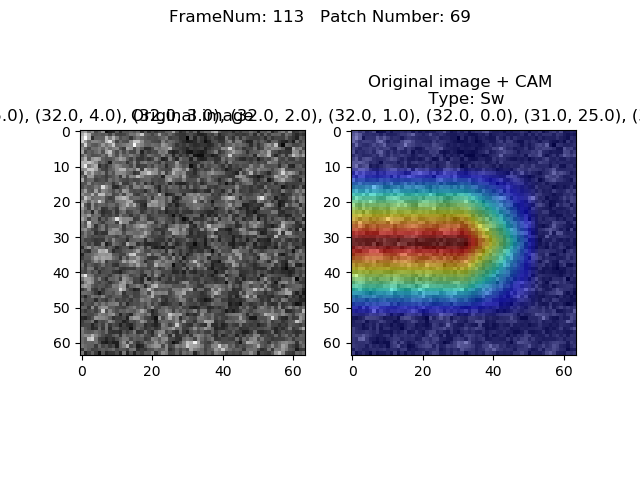 FrameNum: 113   Patch Number: 69
Original image + CAM
Type: Sw
.0), (32.0, 4.0), (32.0, 3.0), (32.0, 2.0), (32.0, 1.0), (32.0, 0.0), (31.0, 25.0), (
Original image
0
10
20
30
40
50
60
0 20 40 60
0
10
20
30
40
50
60
0 20 40 60